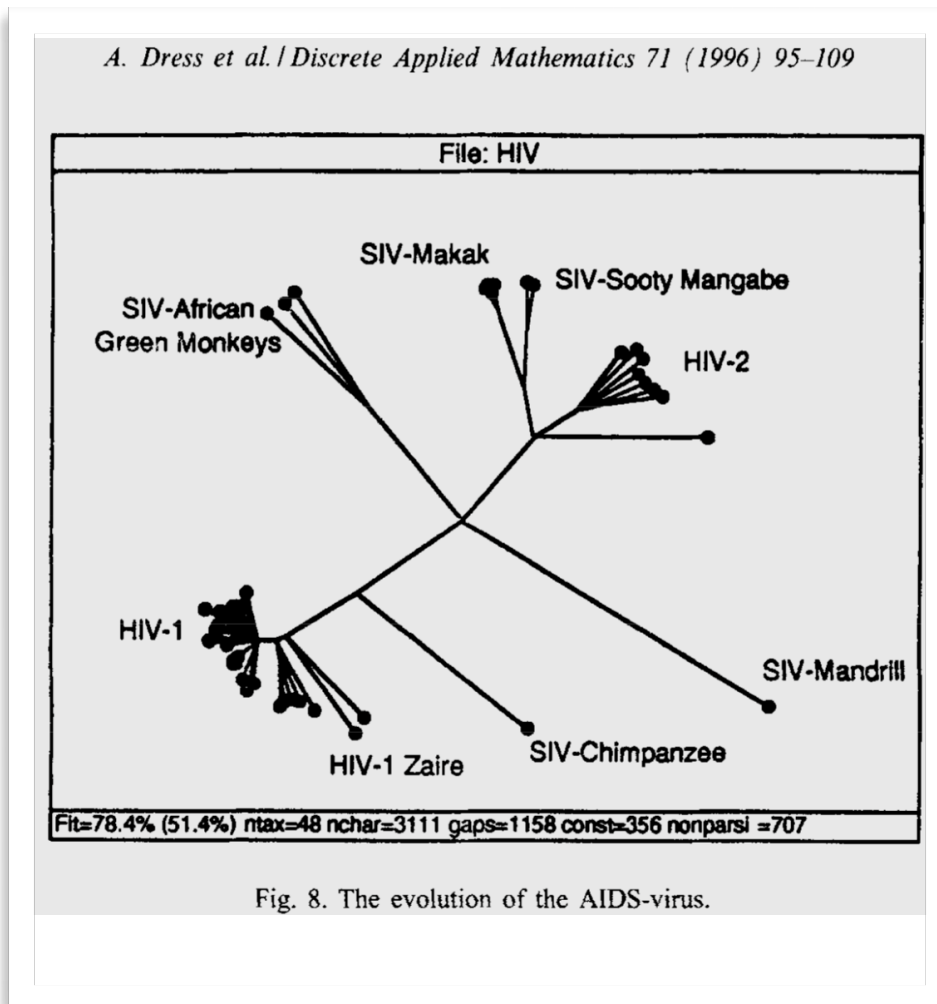 A. Dress et al. / Discrete Applied Mathematics 71 (1996) 95–109
File: HIV
SIV-Makak
SIV-Sooty Mangabe
SIV-African
Green Monkeys
HIV-2
HIV-1
SIV-Mandrill
SIV-Chimpanzee
HIV-1 Zaire
Fit=78.4% (51.4%) ntax=48 nchar=3111 gaps=1158 const=356 nonparsi =707
Fig. 8. The evolution of the AIDS-virus.